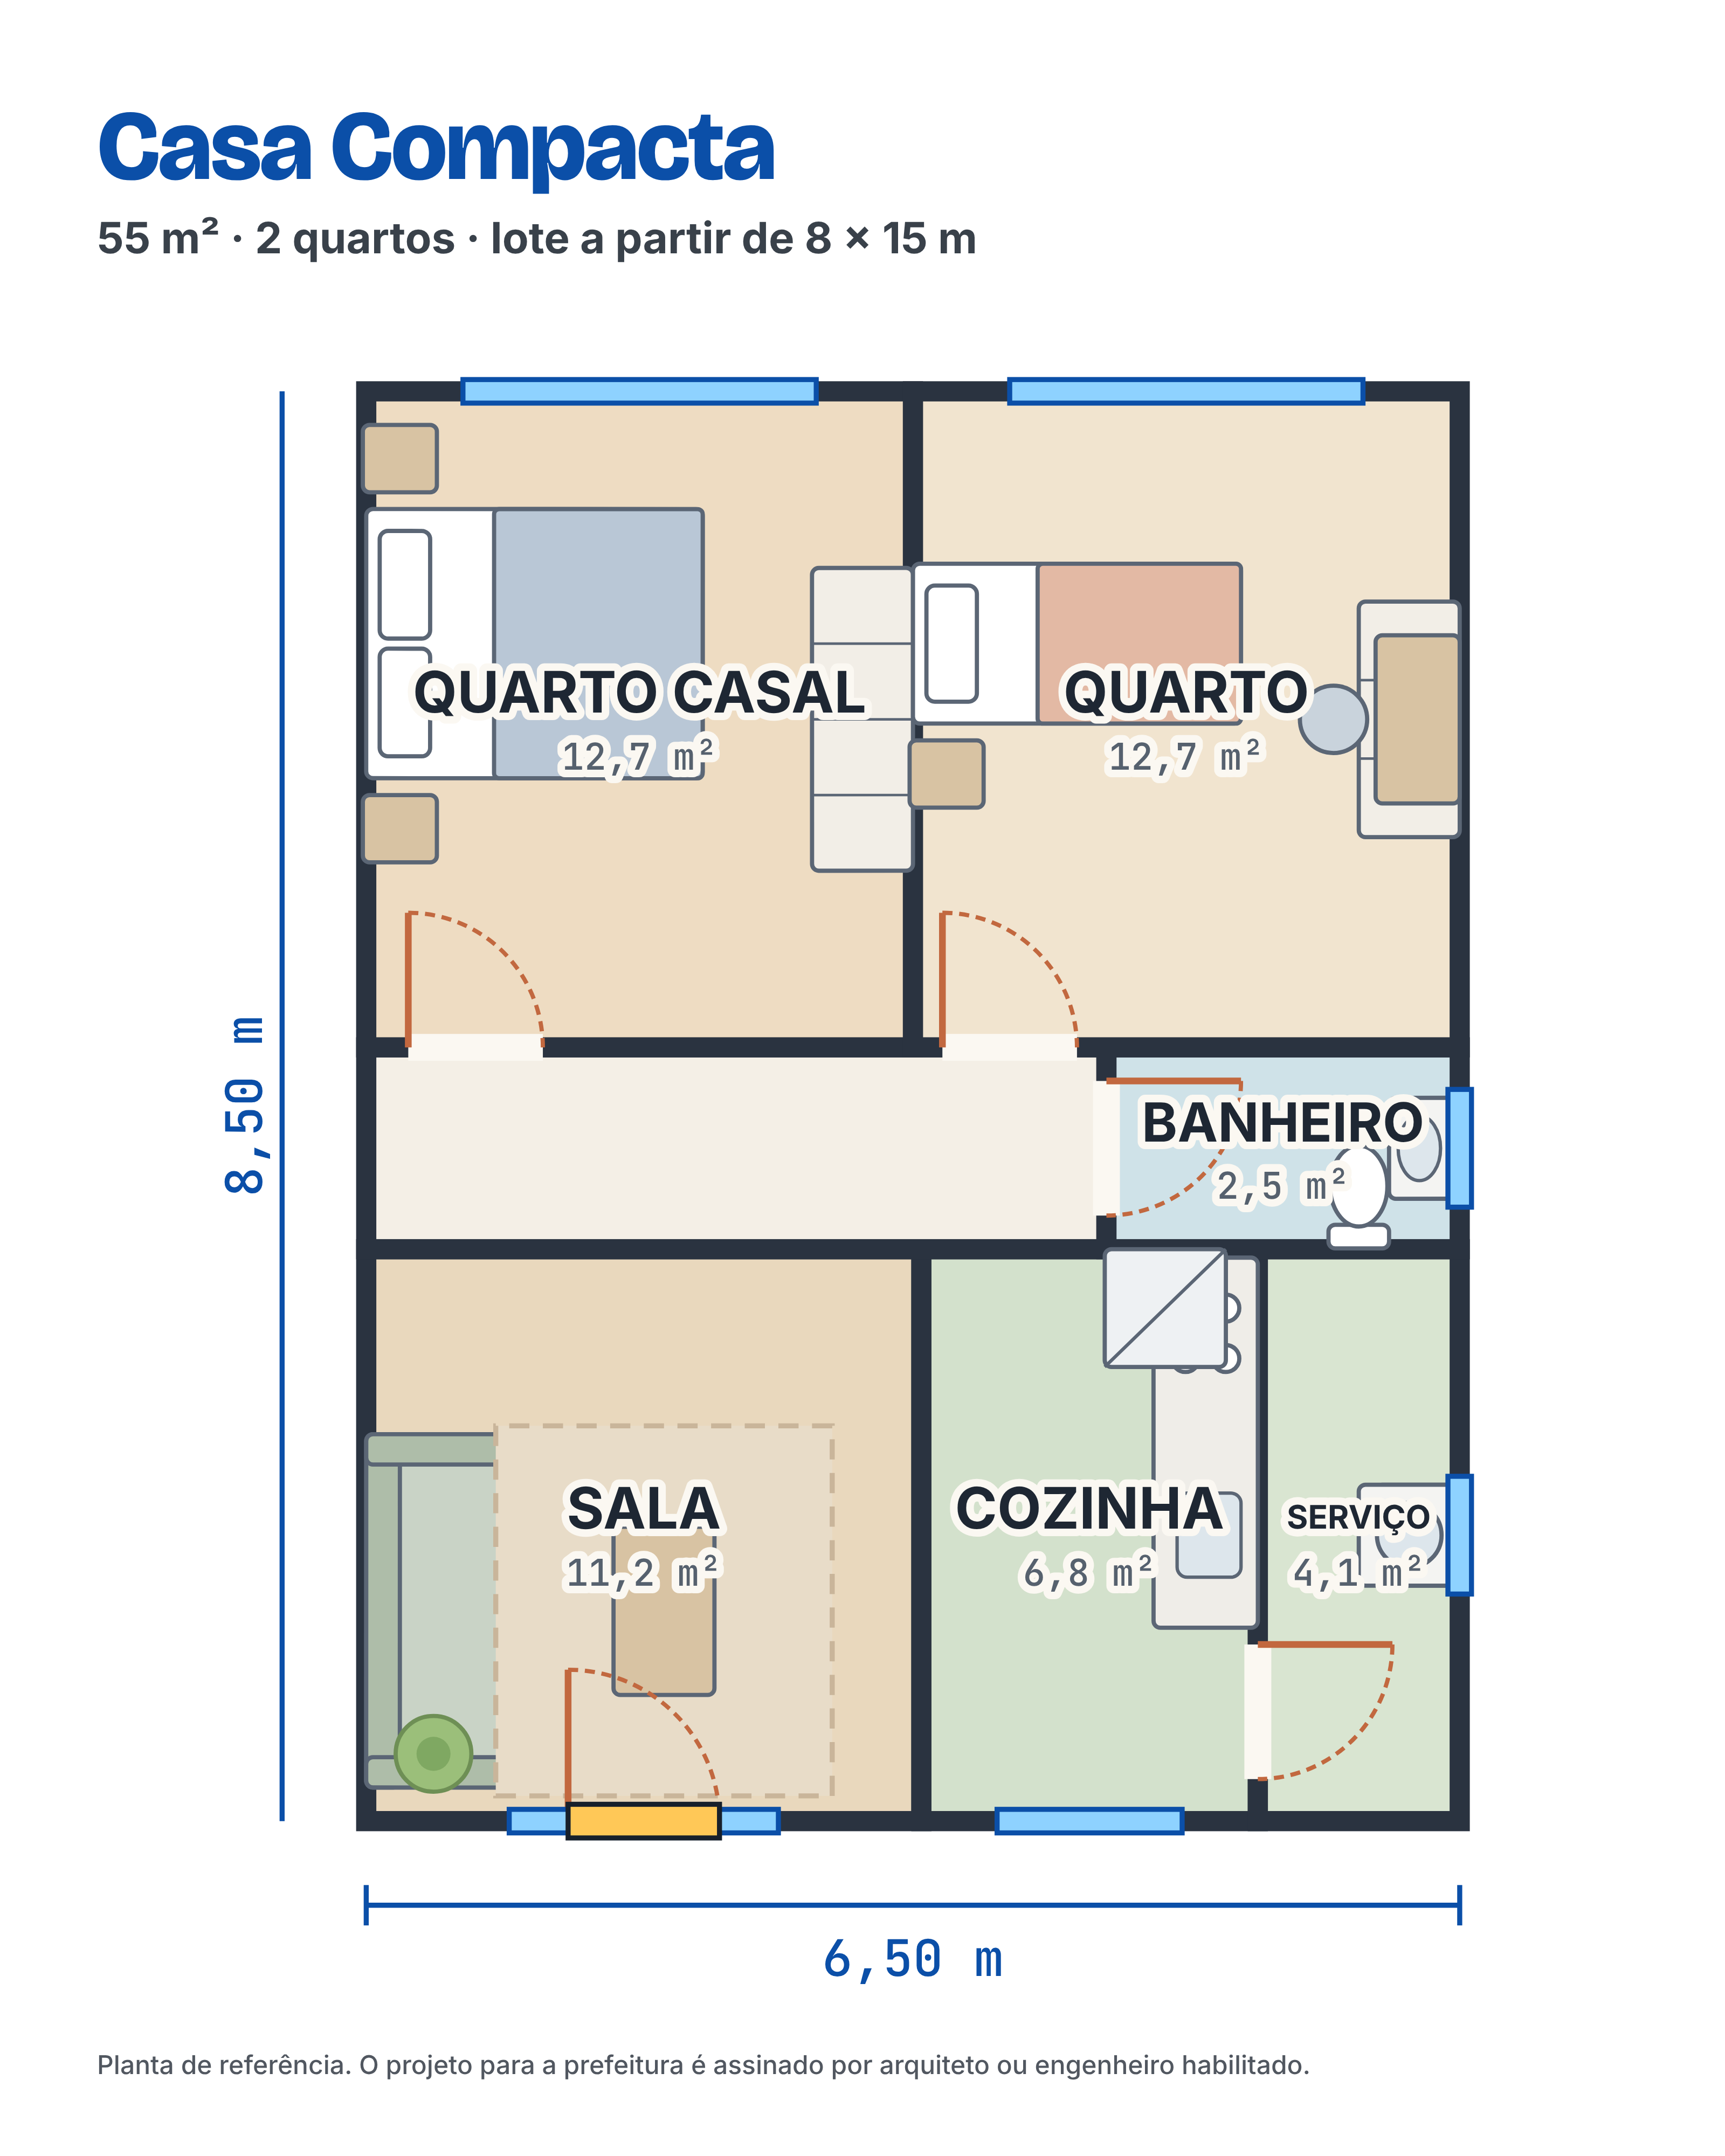 Casa Compacta
55 m² · 2 quartos · lote a partir de 8 × 15 m
QUARTO CASAL
12,7 m²
QUARTO
12,7 m²
8,50 m
BANHEIRO
2,5 m²
SALA
11,2 m²
COZINHA
6,8 m²
SERVIÇO
4,1 m²
6,50 m
Planta de referência. O projeto para a prefeitura é assinado por arquiteto ou engenheiro habilitado.